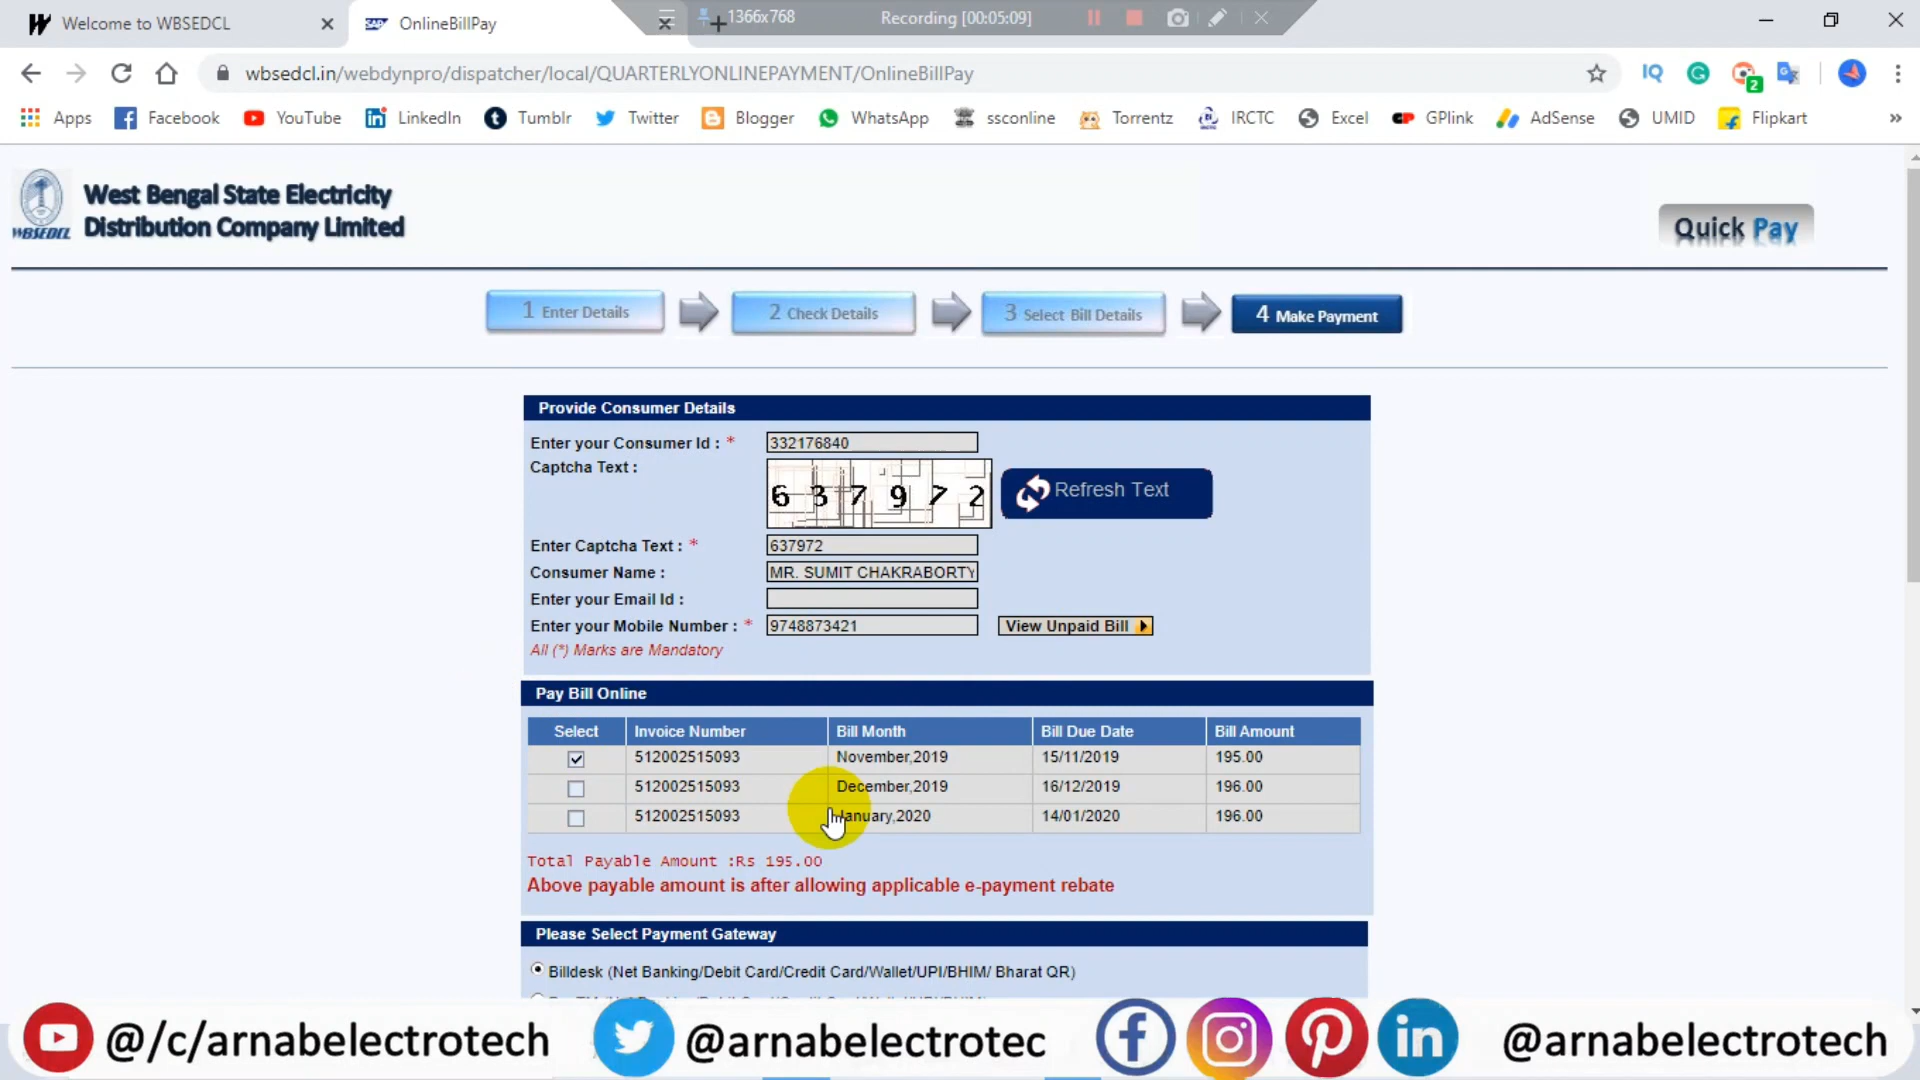 Welcome to WBSEDCL
OnlineBillPay
1366x768
Recording [00:05:09]
wbsedcl.in/webdynpro/dispatcher/local/QUARTERLYONLINEPAYMENT/OnlineBillPay
IQ
2
Apps Facebook YouTube LinkedIn Tumblr Twitter Blogger WhatsApp ssconline Torrentz IRCTC Excel GPlink AdSense UMID Flipkart »
West Bengal State Electricity
Distribution Company Limited
WBSEDCL
Quick Pay
1 Enter Details
2 Check Details
3 Select Bill Details
4 Make Payment
Provide Consumer Details
Enter your Consumer Id : * 332176840
Captcha Text :
6 3 7 9 7 2
Refresh Text
Enter Captcha Text : * 637972
Consumer Name : MR. SUMIT CHAKRABORTY
Enter your Email Id :
Enter your Mobile Number : * 9748873421 View Unpaid Bill
All (*) Marks are Mandatory
Pay Bill Online
Select Invoice Number Bill Month Bill Due Date Bill Amount
512002515093 November,2019 15/11/2019 195.00
512002515093 December,2019 16/12/2019 196.00
512002515093 January,2020 14/01/2020 196.00
Total Payable Amount :Rs 195.00
Above payable amount is after allowing applicable e-payment rebate
Please Select Payment Gateway
Billdesk (Net Banking/Debit Card/Credit Card/Wallet/UPI/BHIM/ Bharat QR)
@/c/arnabelectrotech
@arnabelectrotec
@arnabelectrotech